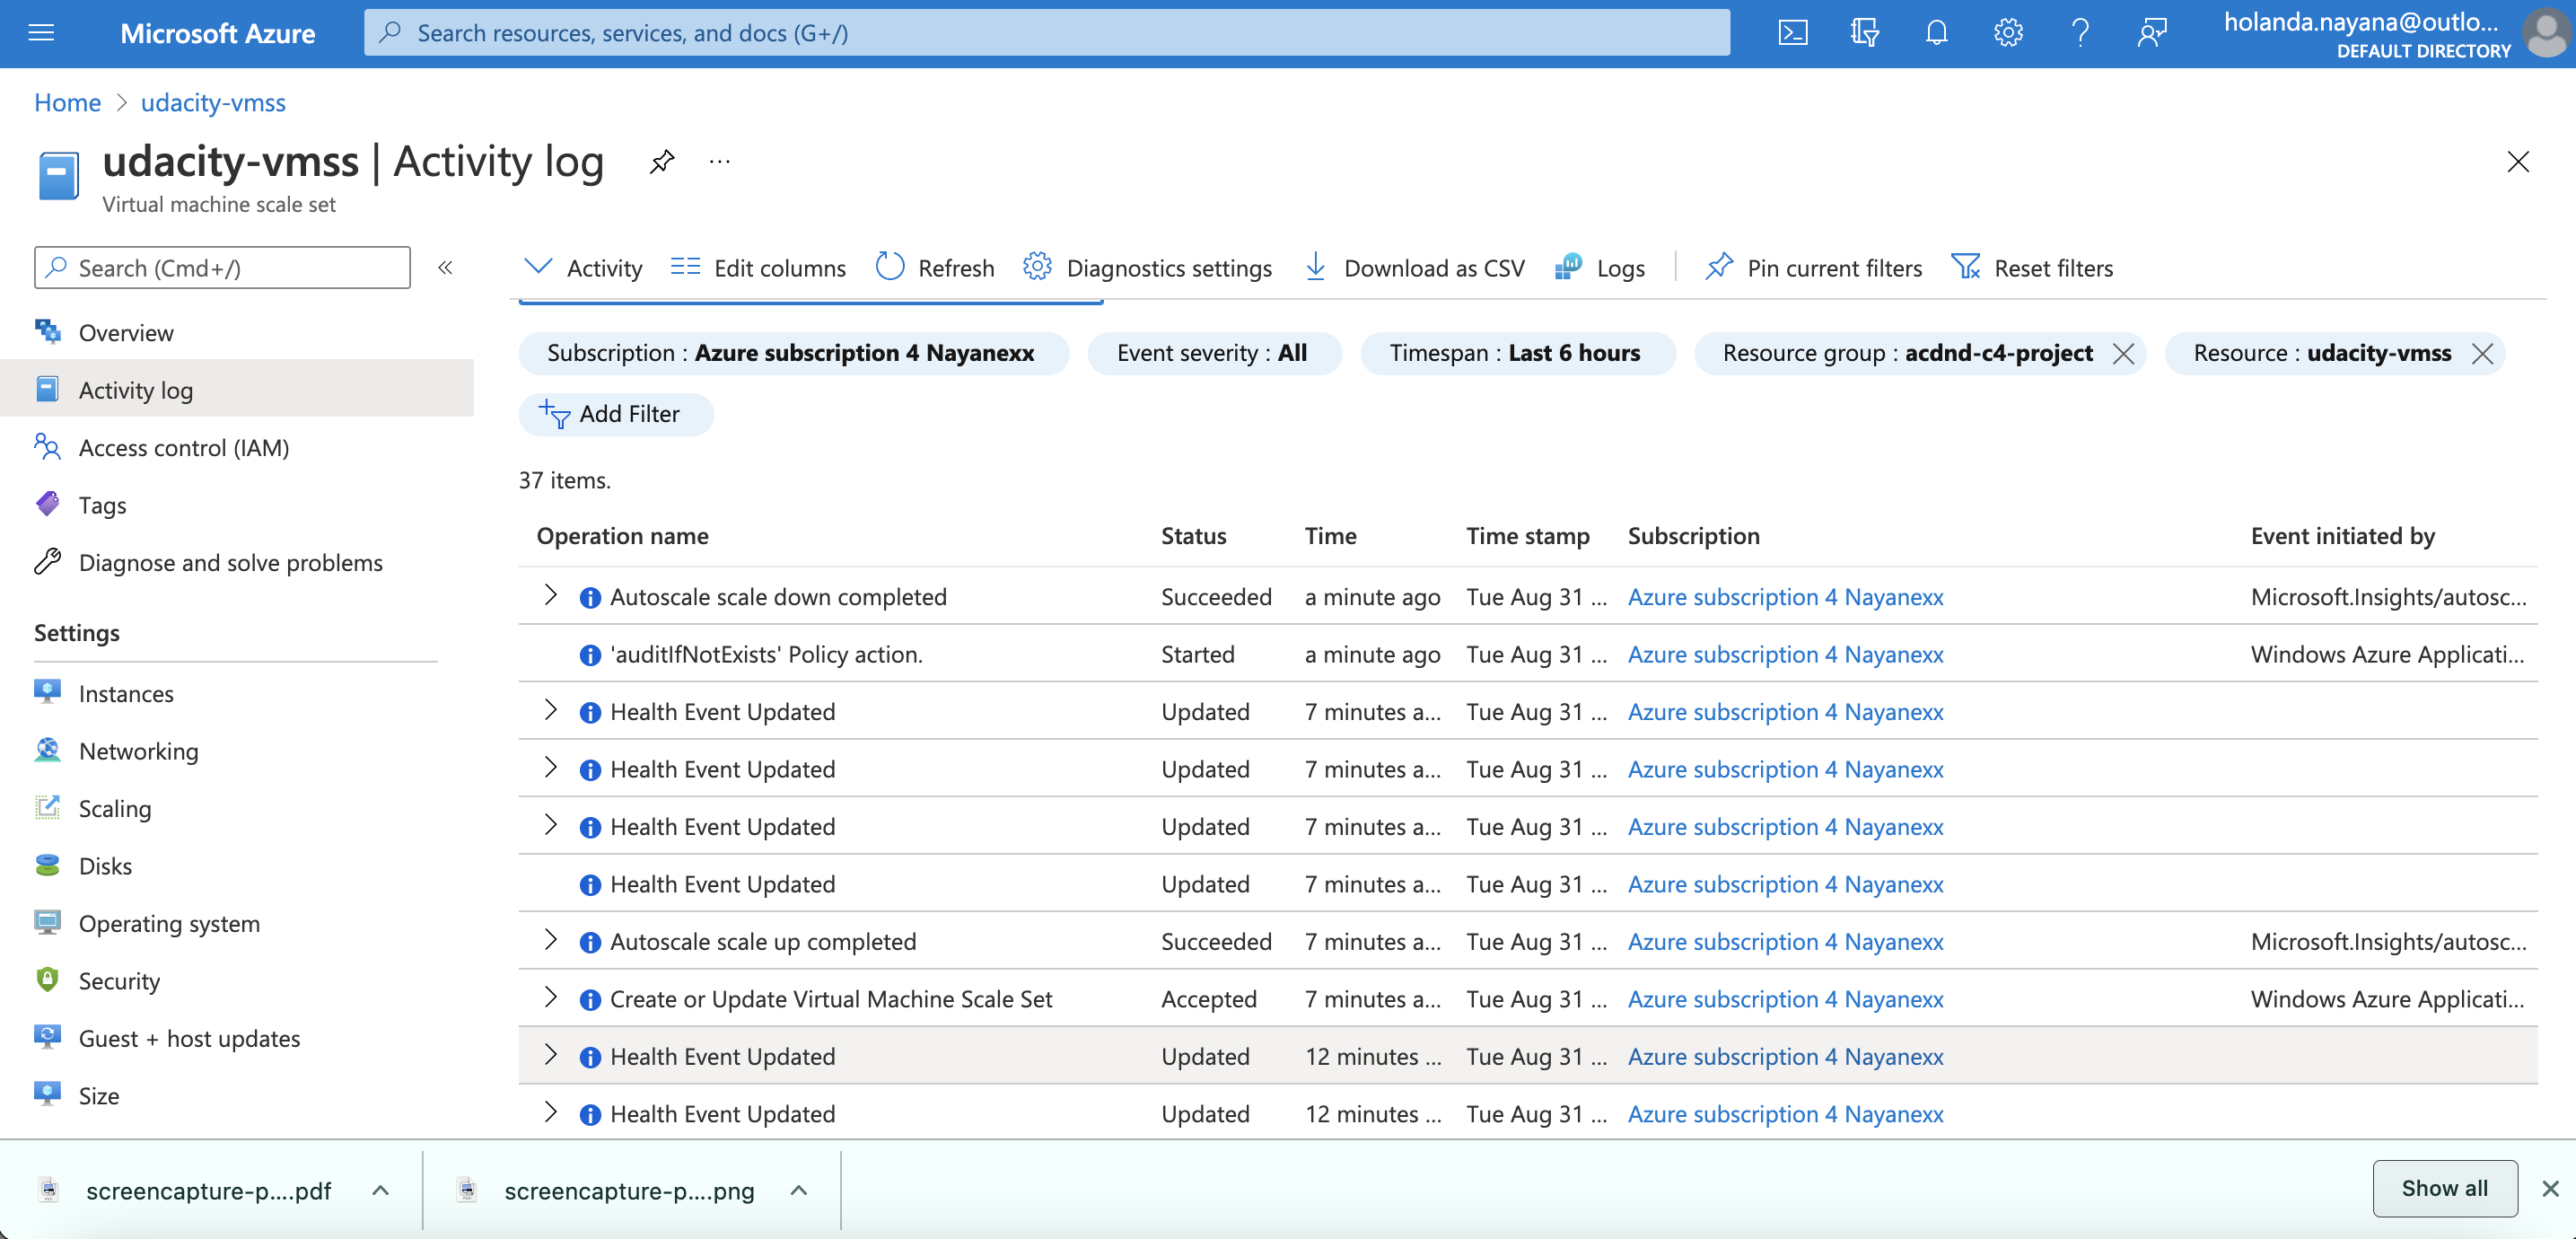 Microsoft Azure
Search resources, services, and docs (G+/)
holanda.nayana@outlo...
DEFAULT DIRECTORY
Home > udacity-vmss
udacity-vmss | Activity log ...
Virtual machine scale set
Search (Cmd+/) «
Activity Edit columns Refresh Diagnostics settings Download as CSV Logs Pin current filters Reset filters
Overview
Activity log
Access control (IAM)
Tags
Diagnose and solve problems
Settings
Instances
Networking
Scaling
Disks
Operating system
Security
Guest + host updates
Size
Subscription : Azure subscription 4 Nayanexx Event severity : All Timespan : Last 6 hours Resource group : acdnd-c4-project Resource : udacity-vmss
Add Filter
37 items.
Operation name Status Time Time stamp Subscription Event initiated by
Autoscale scale down completed Succeeded a minute ago Tue Aug 31 ... Azure subscription 4 Nayanexx Microsoft.Insights/autosc...
'auditIfNotExists' Policy action. Started a minute ago Tue Aug 31 ... Azure subscription 4 Nayanexx Windows Azure Applicati...
Health Event Updated Updated 7 minutes a... Tue Aug 31 ... Azure subscription 4 Nayanexx
Health Event Updated Updated 7 minutes a... Tue Aug 31 ... Azure subscription 4 Nayanexx
Health Event Updated Updated 7 minutes a... Tue Aug 31 ... Azure subscription 4 Nayanexx
Health Event Updated Updated 7 minutes a... Tue Aug 31 ... Azure subscription 4 Nayanexx
Autoscale scale up completed Succeeded 7 minutes a... Tue Aug 31 ... Azure subscription 4 Nayanexx Microsoft.Insights/autosc...
Create or Update Virtual Machine Scale Set Accepted 7 minutes a... Tue Aug 31 ... Azure subscription 4 Nayanexx Windows Azure Applicati...
Health Event Updated Updated 12 minutes ... Tue Aug 31 ... Azure subscription 4 Nayanexx
Health Event Updated Updated 12 minutes ... Tue Aug 31 ... Azure subscription 4 Nayanexx
screencapture-p....pdf screencapture-p....png Show all